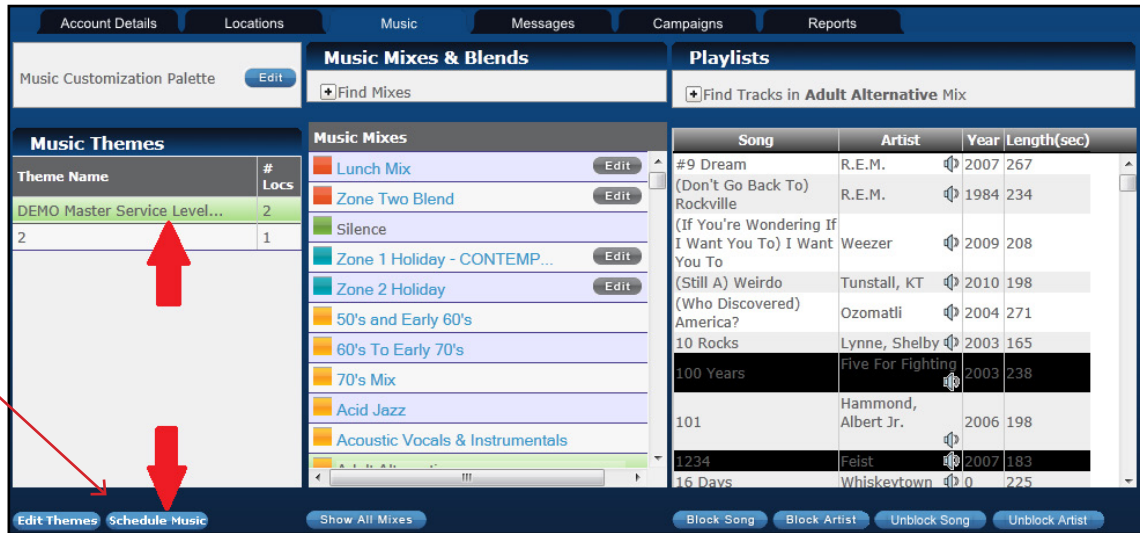 Account Details Locations Music Messages Campaigns Reports
Music Customization Palette Edit
Music Themes
Theme Name # Locs
DEMO Master Service Level... 2
2 1
Edit Themes Schedule Music
Music Mixes & Blends
+Find Mixes
Music Mixes
Lunch Mix Edit
Zone Two Blend Edit
Silence
Zone 1 Holiday - CONTEMP... Edit
Zone 2 Holiday Edit
50's and Early 60's
60's To Early 70's
70's Mix
Acid Jazz
Acoustic Vocals & Instrumentals
Show All Mixes
Playlists
+Find Tracks in Adult Alternative Mix
Song Artist Year Length(sec)
#9 Dream R.E.M. 2007 267
(Don't Go Back To)
Rockville R.E.M. 1984 234
(If You're Wondering If
I Want You To) I Want Weezer 2009 208
You To
(Still A) Weirdo Tunstall, KT 2010 198
(Who Discovered)
America? Ozomatli 2004 271
10 Rocks Lynne, Shelby 2003 165
100 Years Five For Fighting 2003 238
Hammond,
101 Albert Jr. 2006 198
1234 Feist 2007 183
16 Days Whiskeytown 0 225
Block Song Block Artist Unblock Song Unblock Artist